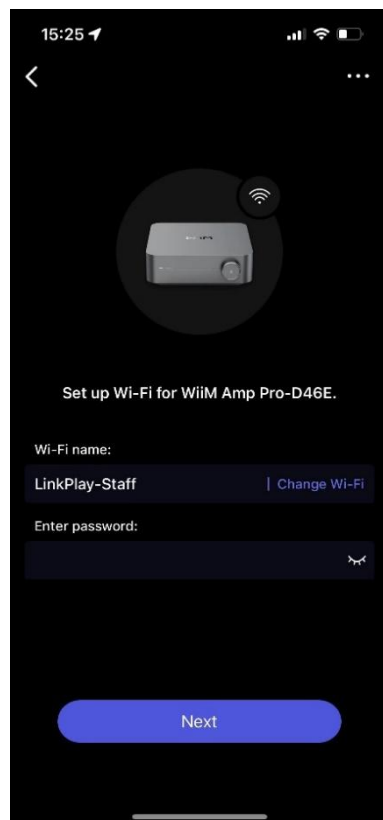 15:25
Set up Wi-Fi for WiiM Amp Pro-D46E.
Wi-Fi name:
LinkPlay-Staff | Change Wi-Fi
Enter password:
Next